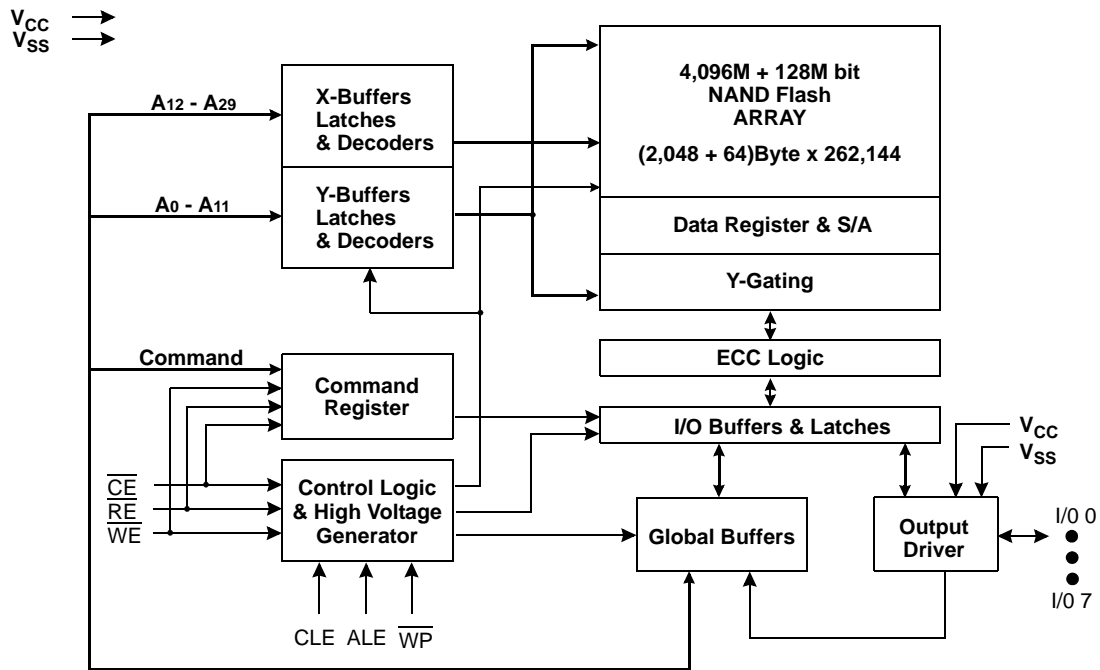 VCC
VSS
A12 - A29
X-Buffers
Latches
& Decoders
A0 - A11
Y-Buffers
Latches
& Decoders
4,096M + 128M bit
NAND Flash
ARRAY
(2,048 + 64)Byte x 262,144
Data Register & S/A
Y-Gating
ECC Logic
Command
Command
Register
I/O Buffers & Latches
VCC
VSS
CE
RE
WE
Control Logic
& High Voltage
Generator
Global Buffers
Output
Driver
I/0 0
I/0 7
CLE
ALE
WP